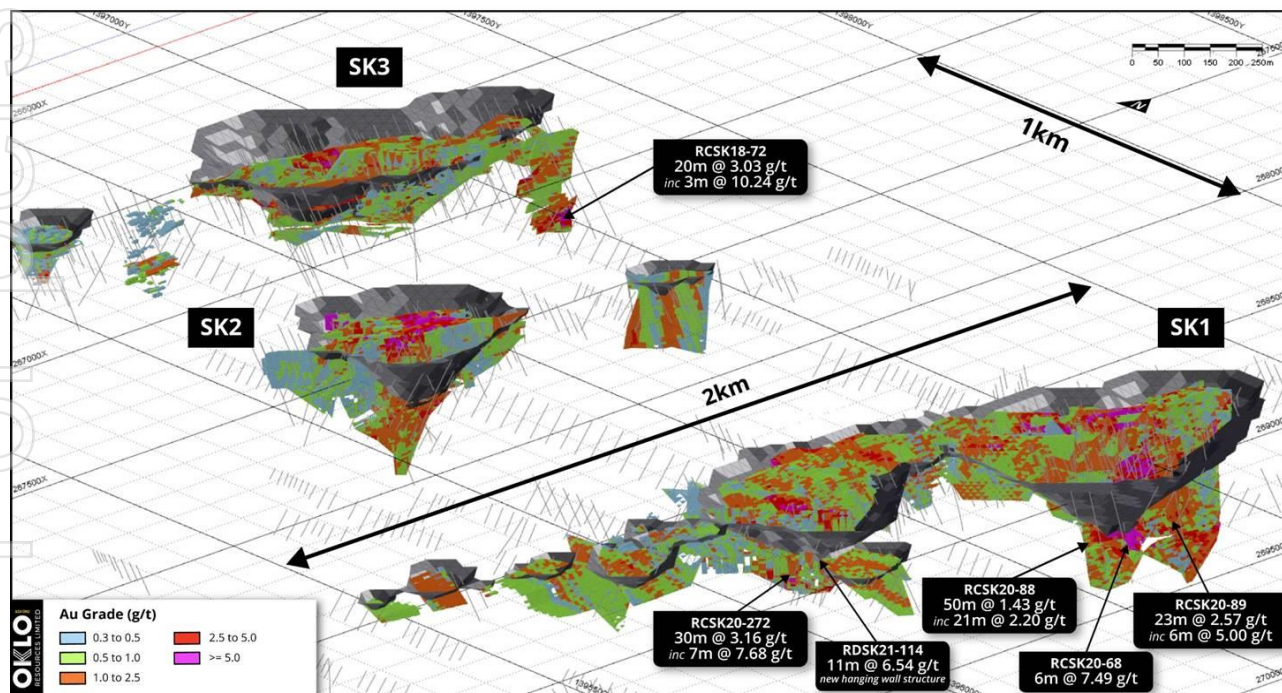 1397000Y
1397500Y
1398000Y
1398500Y
SK3
0 50 100 150 200 250m
N
1km
266000X
RCSK18-72
20m @ 3.03 g/t
inc 3m @ 10.24 g/t
268000X
268500X
SK2
SK1
267000X
2km
269000X
267500X
269500X
RCSK20-88
50m @ 1.43 g/t
inc 21m @ 2.20 g/t
RCSK20-89
23m @ 2.57 g/t
inc 6m @ 5.00 g/t
RCSK20-272
30m @ 3.16 g/t
inc 7m @ 7.68 g/t
RDSK21-114
11m @ 6.54 g/t
new hanging wall structure
RCSK20-68
6m @ 7.49 g/t
OKLO
RESOURCES LIMITED
Au Grade (g/t)
0.3 to 0.5
0.5 to 1.0
1.0 to 2.5
2.5 to 5.0
>= 5.0